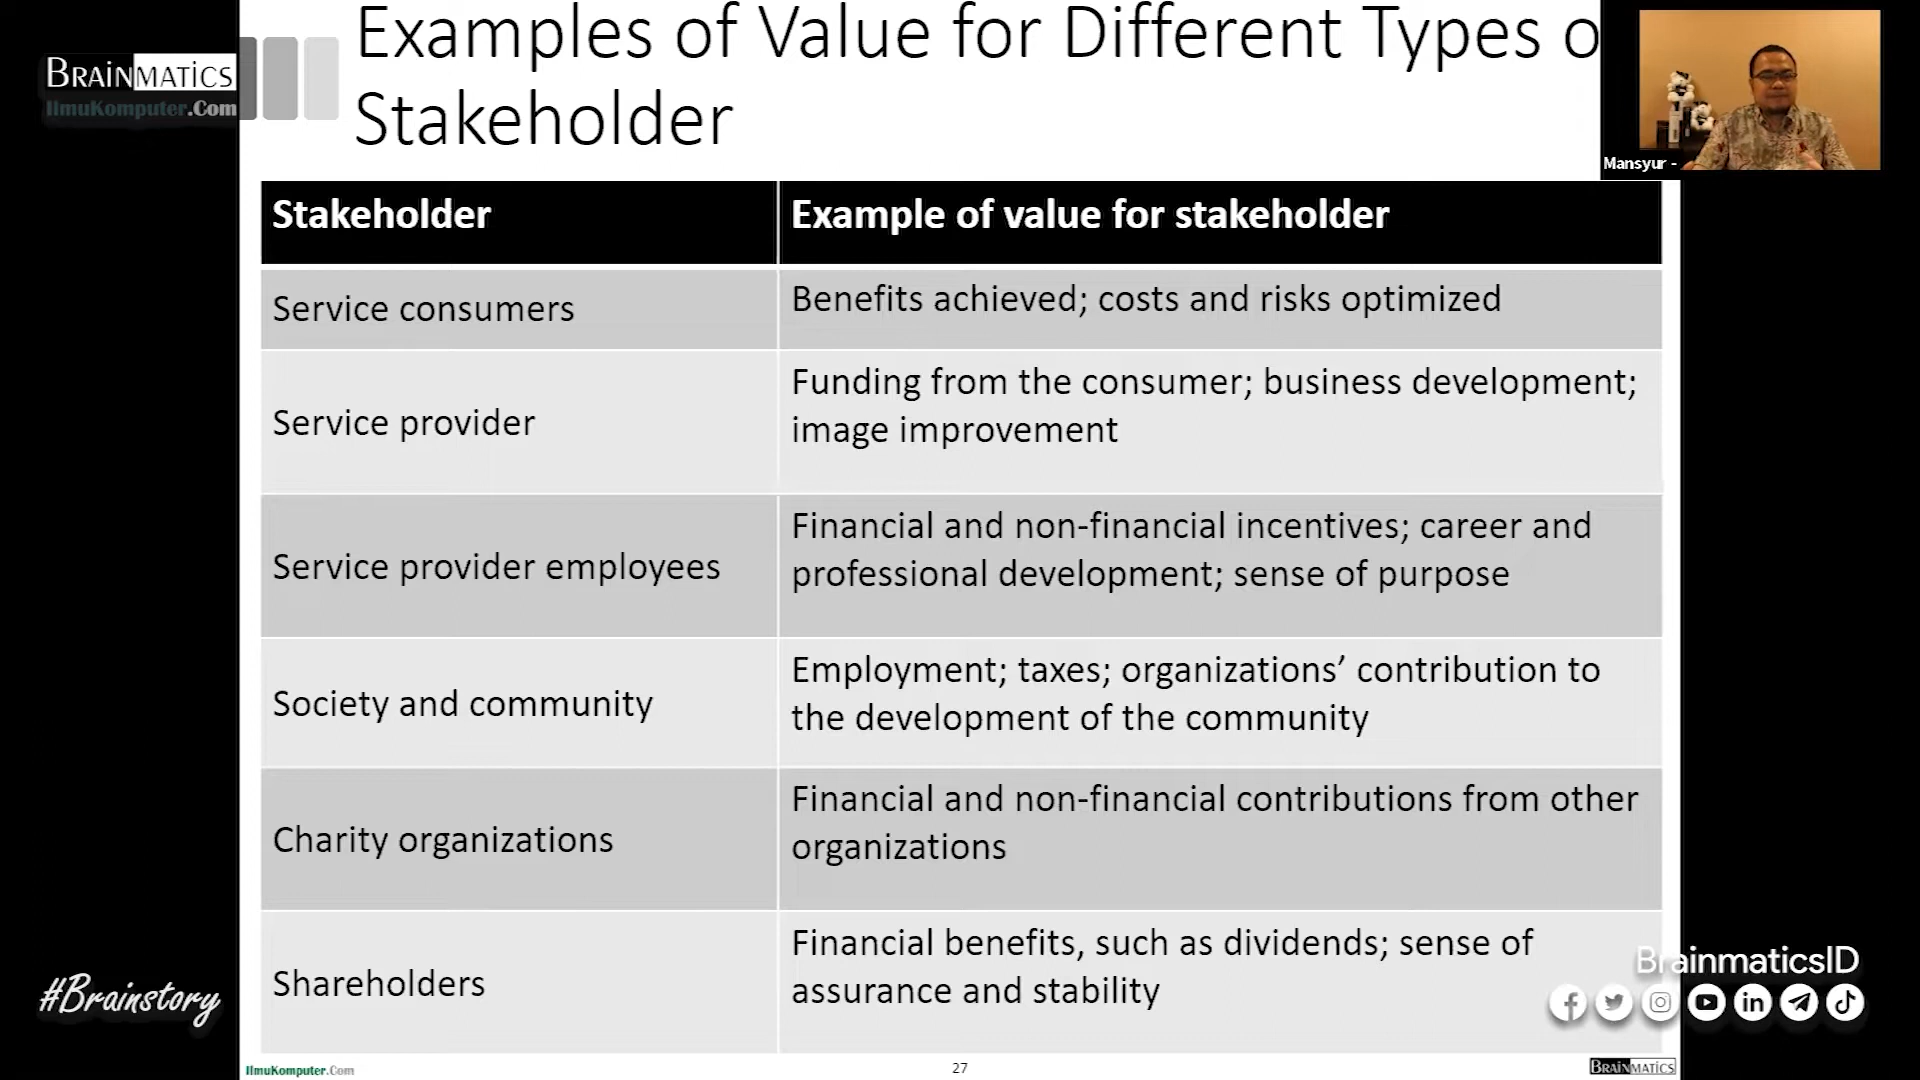 BRAINMATICS
IlmuKomputer.Com
Examples of Value for Different Types o
Stakeholder
Mansyur -
Stakeholder
Example of value for stakeholder
Service consumers
Benefits achieved; costs and risks optimized
Service provider
Funding from the consumer; business development;
image improvement
Service provider employees
Financial and non-financial incentives; career and
professional development; sense of purpose
Society and community
Employment; taxes; organizations’ contribution to
the development of the community
Charity organizations
Financial and non-financial contributions from other
organizations
Shareholders
Financial benefits, such as dividends; sense of
assurance and stability
#Brainstory
BrainmaticsID
IlmuKomputer.Com
27
BRAINMATICS